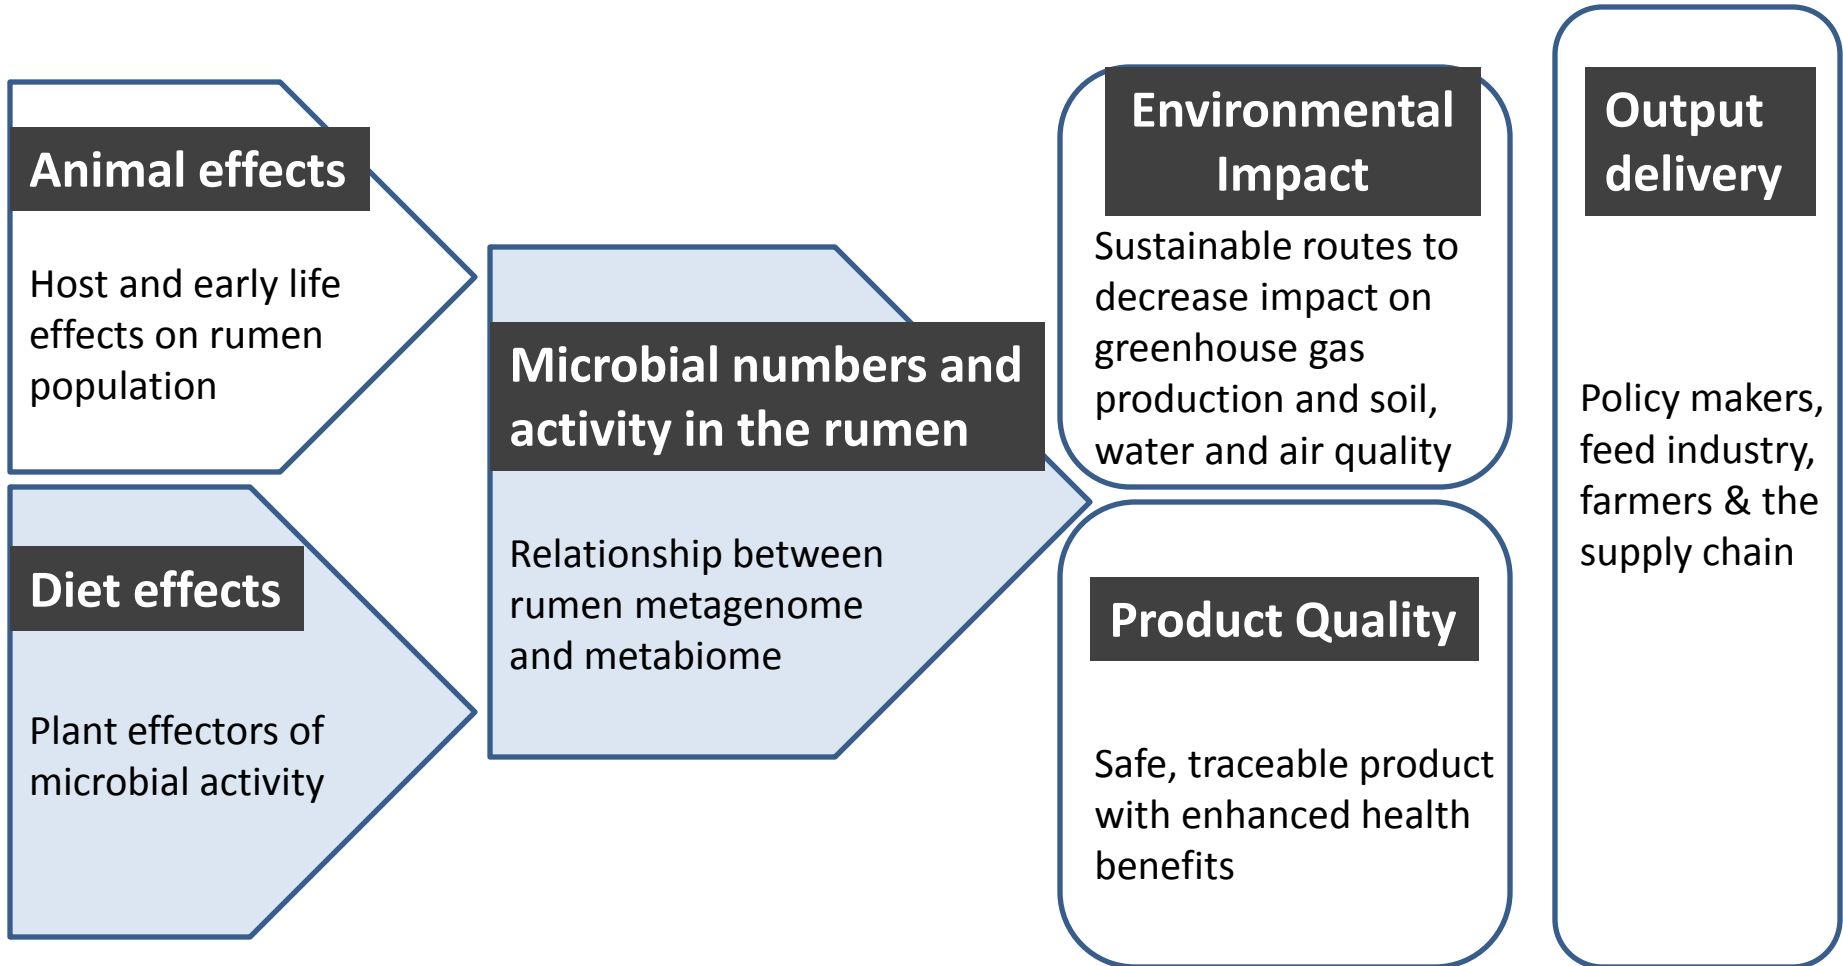 Animal effects
Host and early life
effects on rumen
population
Diet effects
Plant effectors of
microbial activity
Microbial numbers and
activity in the rumen
Relationship between
rumen metagenome
and metabiome
Environmental
Impact
Sustainable routes to
decrease impact on
greenhouse gas
production and soil,
water and air quality
Product Quality
Safe, traceable product
with enhanced health
benefits
Output
delivery
Policy makers,
feed industry,
farmers & the
supply chain